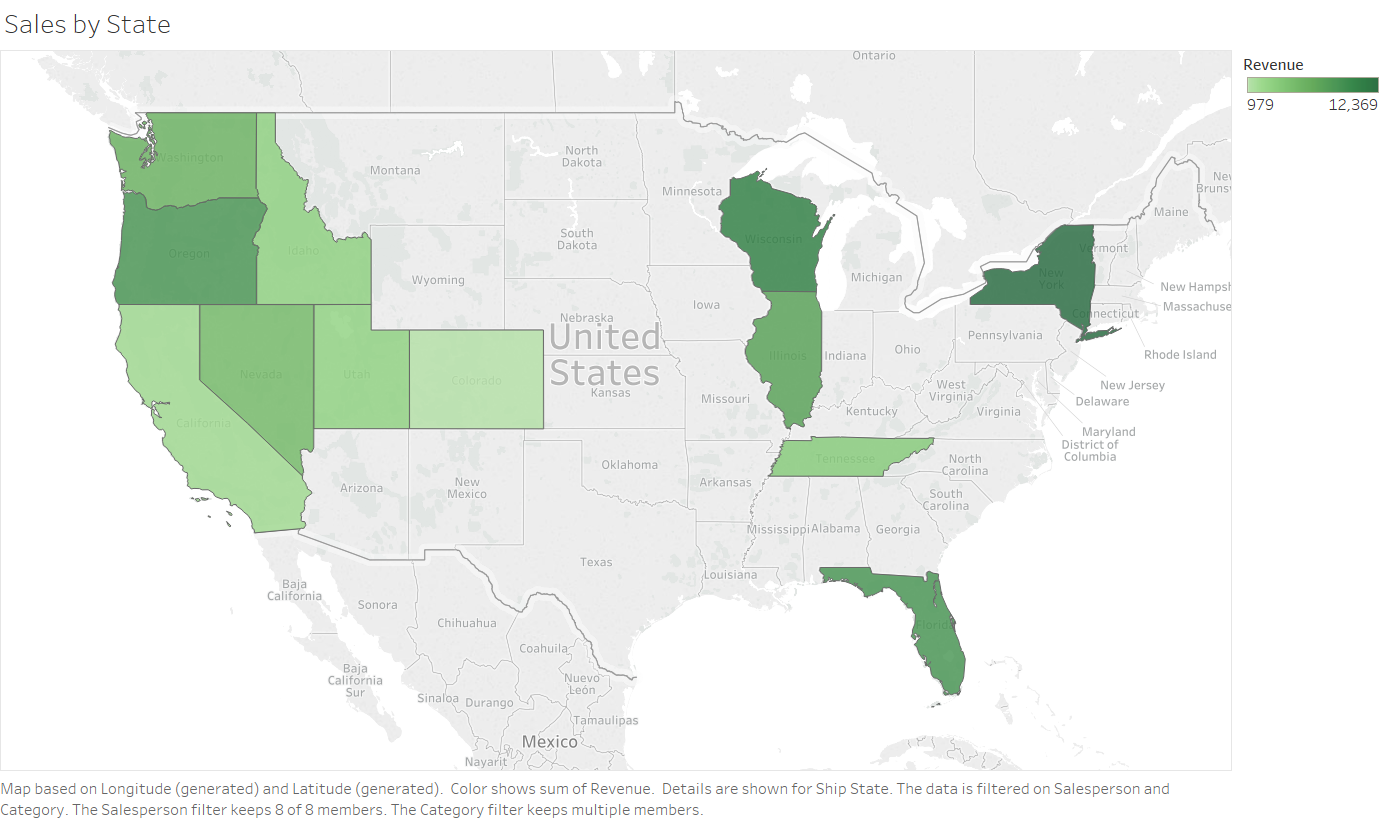 Sales by State
Revenue
979 12,369
Ontario
Washington
Montana
North
Dakota
Minnesota
New
Maine
Oregon
Idaho
South
Dakota
Wisconsin
Vermont
Wyoming
Michigan
New
York
New Hampsh
Massachuse
Iowa
Connecticut
Nebraska
United
States
Pennsylvania
Illinois
Indiana
Ohio
Rhode Island
Nevada
Utah
Colorado
Kansas
Missouri
West
Virginia
New Jersey
Delaware
California
Kentucky
Virginia
Maryland
District of
Columbia
Tennessee
Oklahoma
North
Carolina
Arizona
New
Mexico
Arkansas
South
Carolina
Mississippi
Alabama
Georgia
Texas
Louisiana
Baja
California
Sonora
Chihuahua
Florida
Coahuila
Baja
California
Sur
Nuevo
León
Sinaloa
Durango
Tamaulipas
Mexico
Nayarit
Map based on Longitude (generated) and Latitude (generated).  Color shows sum of Revenue.  Details are shown for Ship State. The data is filtered on Salesperson and
Category. The Salesperson filter keeps 8 of 8 members. The Category filter keeps multiple members.